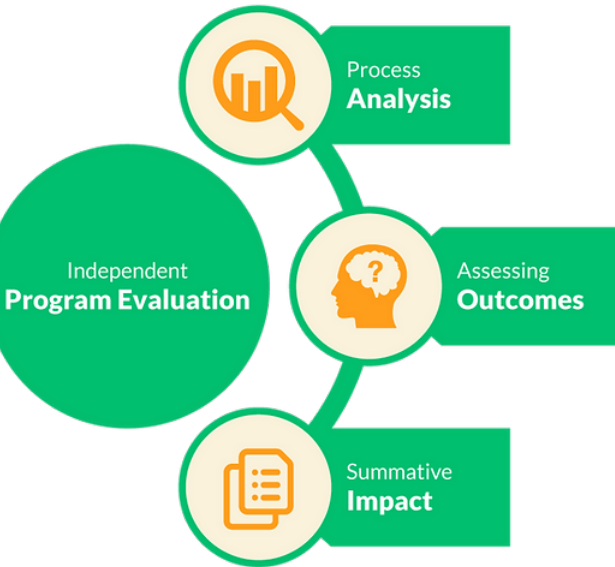 Process
Analysis
Independent
Program Evaluation
Assessing
Outcomes
Summative
Impact
?